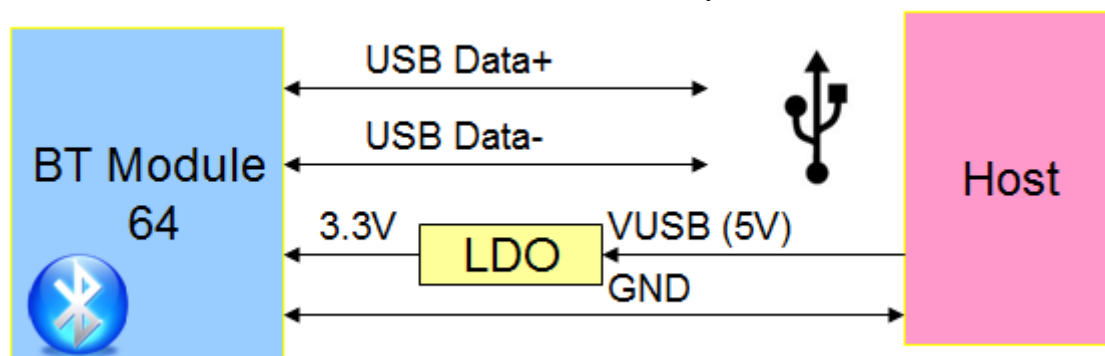 USB Data+
USB Data-
BT Module
64
3.3V
LDO
VUSB (5V)
GND
Host